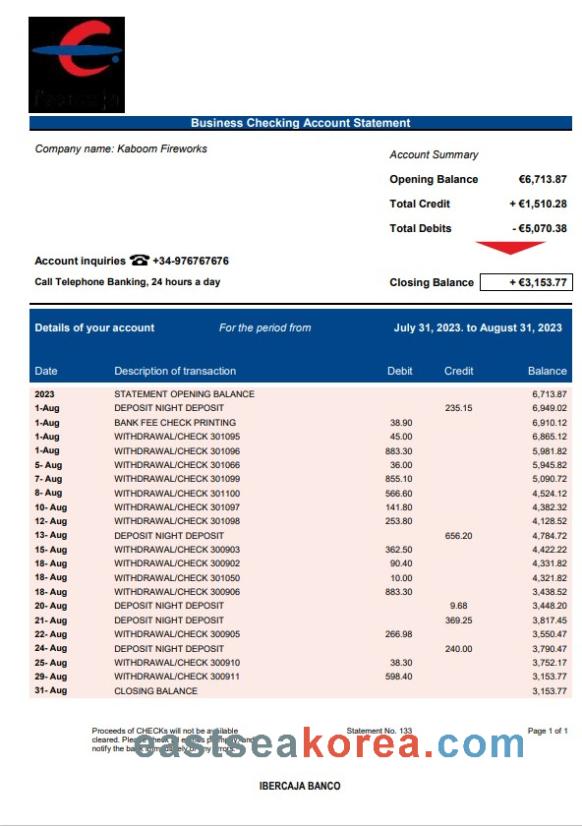 Business Checking Account Statement
Company name: Kaboom Fireworks
Account Summary
Opening Balance €6,713.87
Total Credit + €1,510.28
Total Debits - €5,070.38
Account inquiries ☎ +34-976767676
Call Telephone Banking, 24 hours a day
Closing Balance + €3,153.77
Details of your account For the period from July 31, 2023. to August 31, 2023
Date Description of transaction Debit Credit Balance
2023 STATEMENT OPENING BALANCE 6,713.87
1-Aug DEPOSIT NIGHT DEPOSIT 235.15 6,949.02
1-Aug BANK FEE CHECK PRINTING 38.90 6,910.12
1-Aug WITHDRAWAL/CHECK 301095 45.00 6,865.12
1-Aug WITHDRAWAL/CHECK 301096 883.30 5,981.82
5- Aug WITHDRAWAL/CHECK 301066 36.00 5,945.82
7- Aug WITHDRAWAL/CHECK 301099 855.10 5,090.72
8- Aug WITHDRAWAL/CHECK 301100 566.60 4,524.12
10- Aug WITHDRAWAL/CHECK 301097 141.80 4,382.32
12- Aug WITHDRAWAL/CHECK 301098 253.80 4,128.52
13- Aug DEPOSIT NIGHT DEPOSIT 656.20 4,784.72
15- Aug WITHDRAWAL/CHECK 300903 362.50 4,422.22
18- Aug WITHDRAWAL/CHECK 300902 90.40 4,331.82
18- Aug WITHDRAWAL/CHECK 301050 10.00 4,321.82
18- Aug WITHDRAWAL/CHECK 300906 883.30 3,438.52
20- Aug DEPOSIT NIGHT DEPOSIT 9.68 3,448.20
21- Aug DEPOSIT NIGHT DEPOSIT 369.25 3,817.45
22- Aug WITHDRAWAL/CHECK 300905 266.98 3,550.47
24- Aug DEPOSIT NIGHT DEPOSIT 240.00 3,790.47
25- Aug WITHDRAWAL/CHECK 300910 38.30 3,752.17
29- Aug WITHDRAWAL/CHECK 300911 598.40 3,153.77
31- Aug CLOSING BALANCE 3,153.77
Proceeds of CHECKs will not be available Statement No. 133 Page 1 of 1
cleared.
notify the
eastseakorea.com
IBERCAJA BANCO